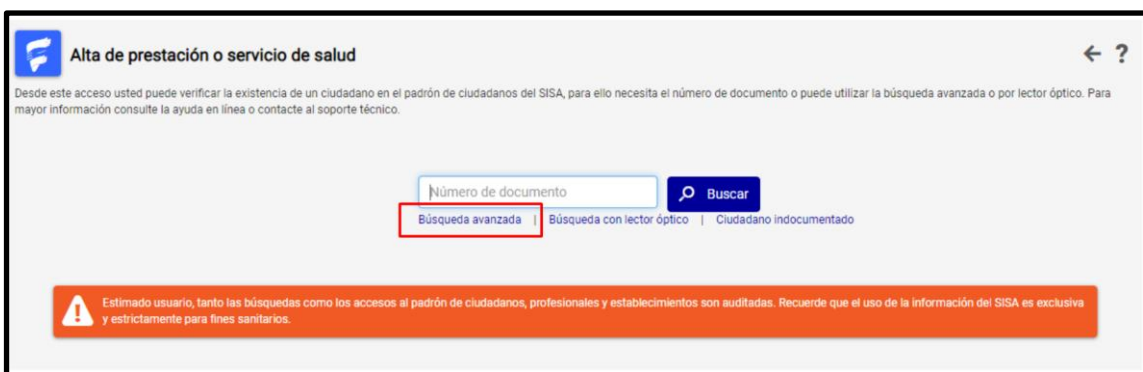 Alta de prestación o servicio de salud
← ?
Desde este acceso usted puede verificar la existencia de un ciudadano en el padrón de ciudadanos del SISA, para ello necesita el número de documento o puede utilizar la búsqueda avanzada o por lector óptico. Para
mayor información consulte la ayuda en línea o contacte al soporte técnico.
Número de documento
Buscar
Búsqueda avanzada | Búsqueda con lector óptico | Ciudadano indocumentado
Estimado usuario, tanto las búsquedas como los accesos al padrón de ciudadanos, profesionales y establecimientos son auditadas. Recuerde que el uso de la información del SISA es exclusiva
y estrictamente para fines sanitarios.